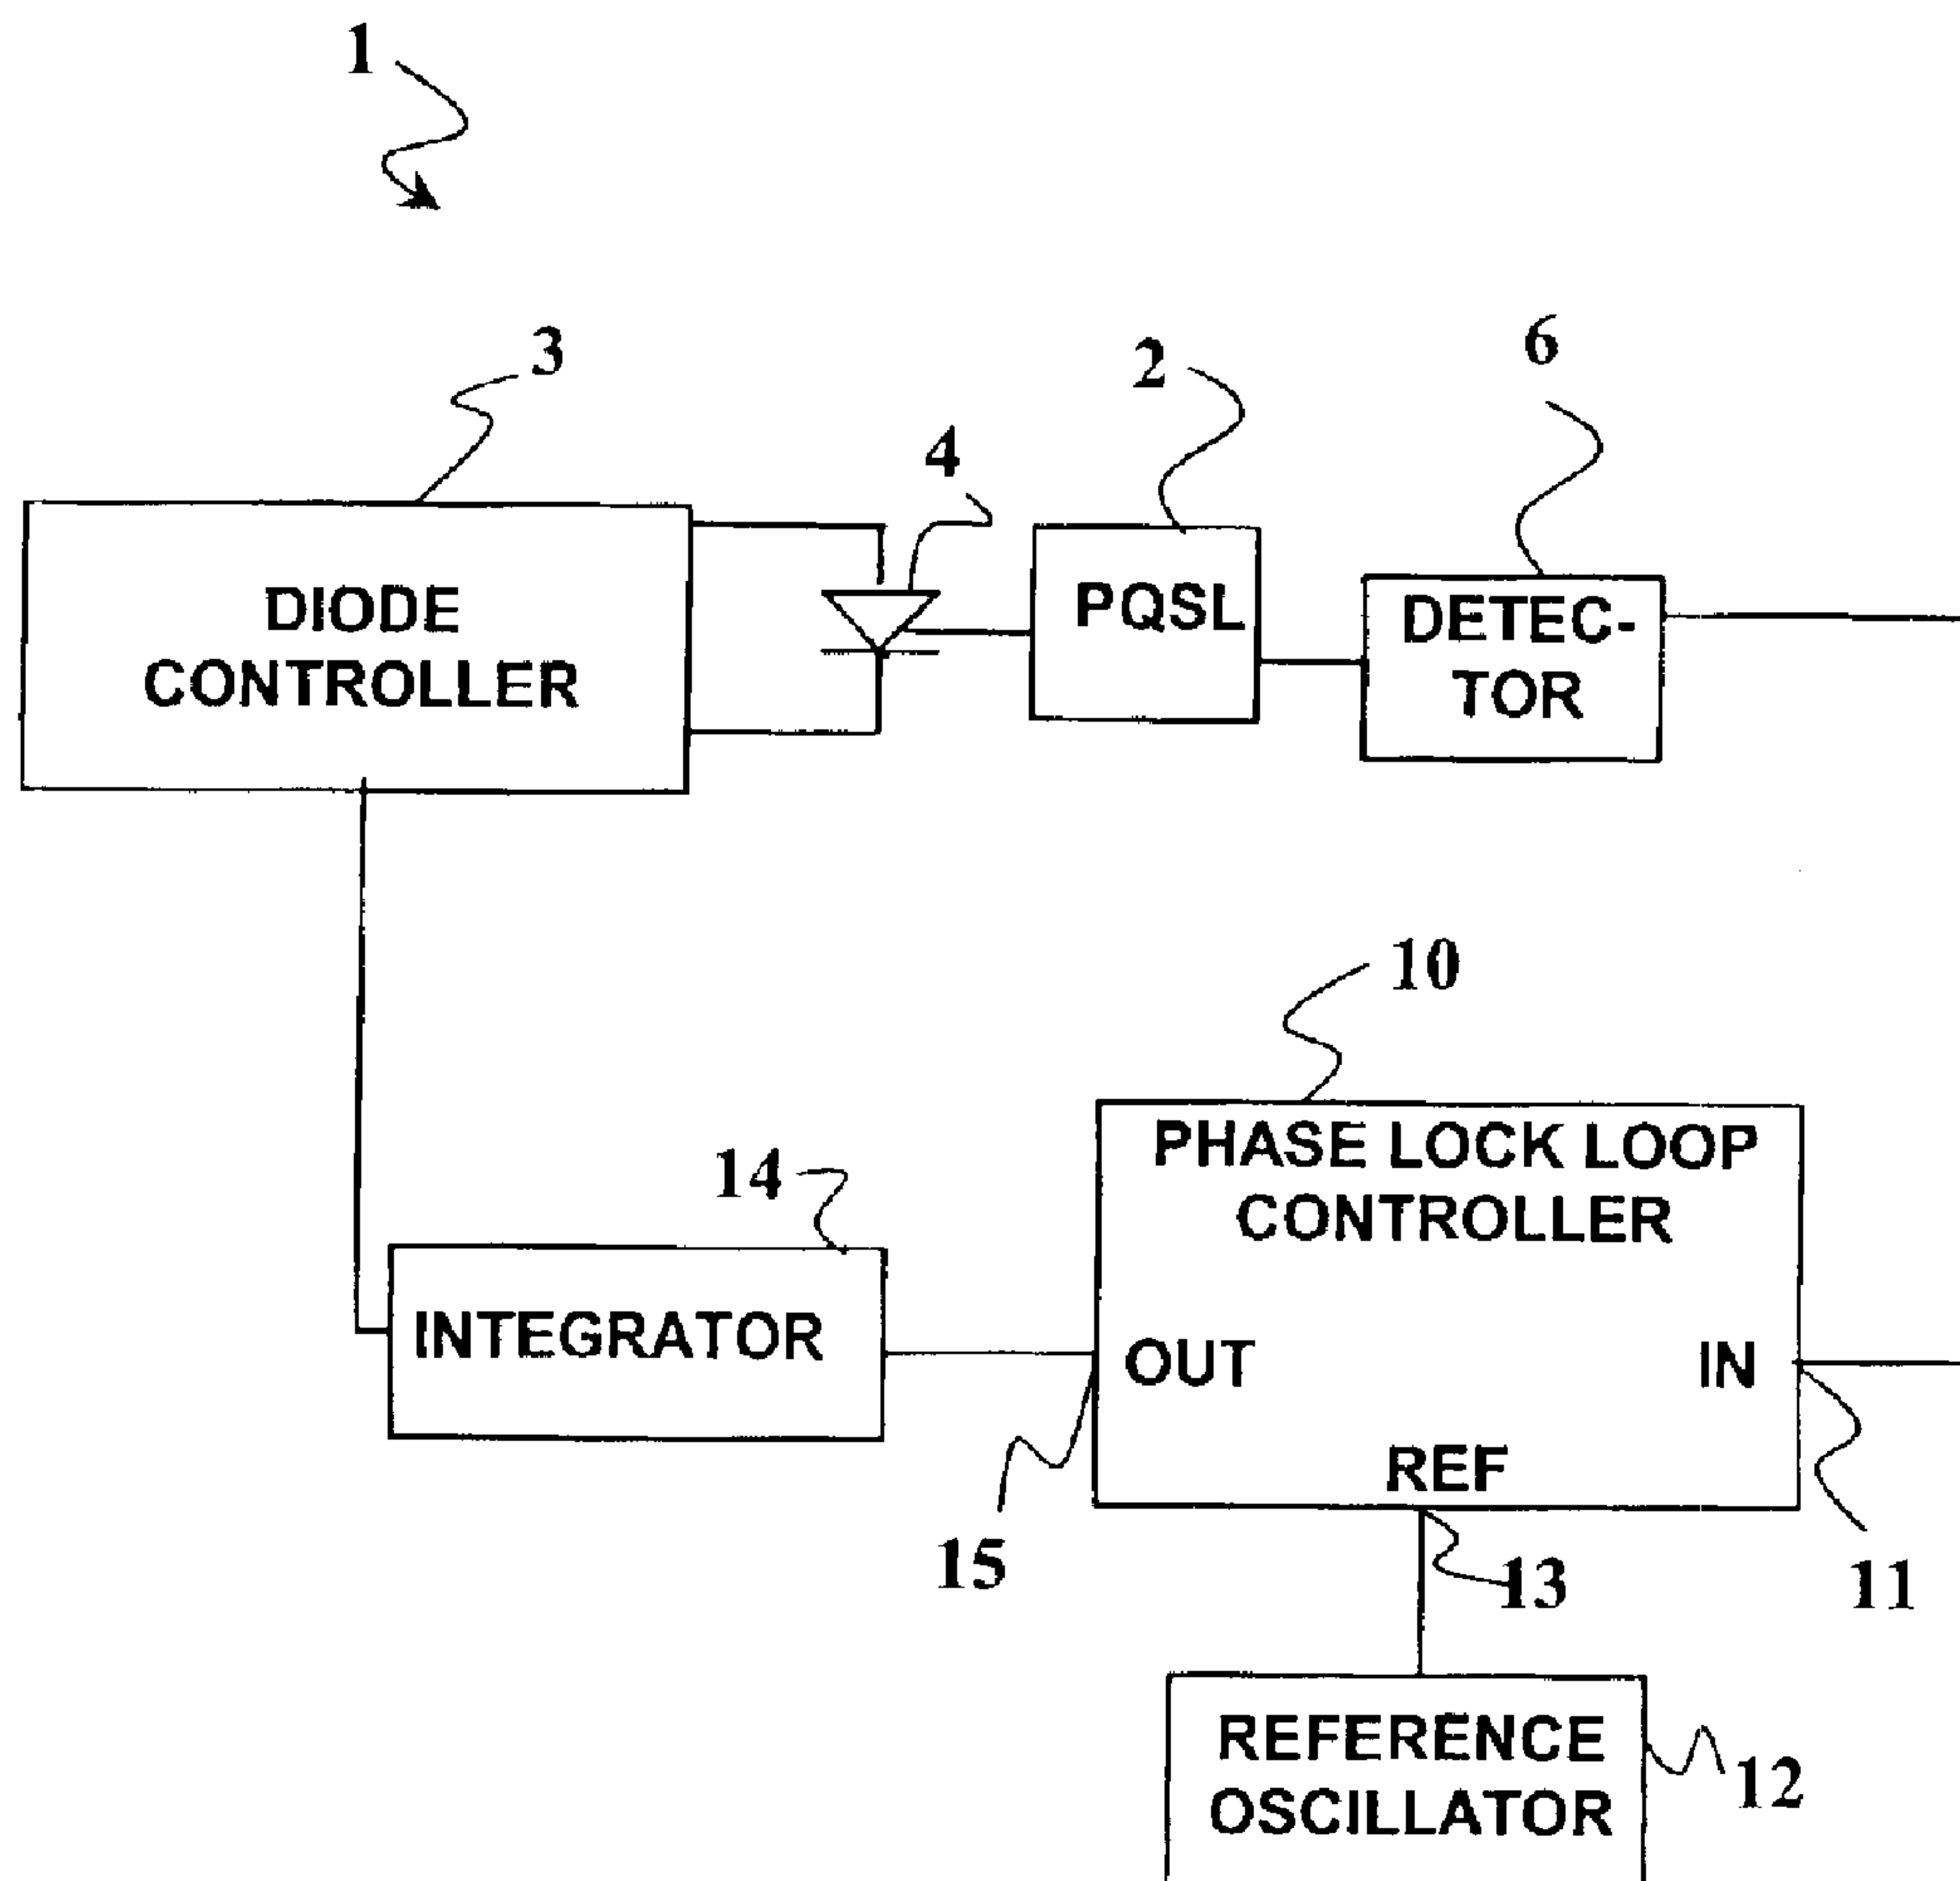 1
3
2
6
4
DIODE
CONTROLLER
PQSL
DETEC-
TOR
10
PHASE LOCK LOOP
CONTROLLER
14
INTEGRATOR
OUT
IN
REF
15
13
11
REFERENCE
OSCILLATOR
12